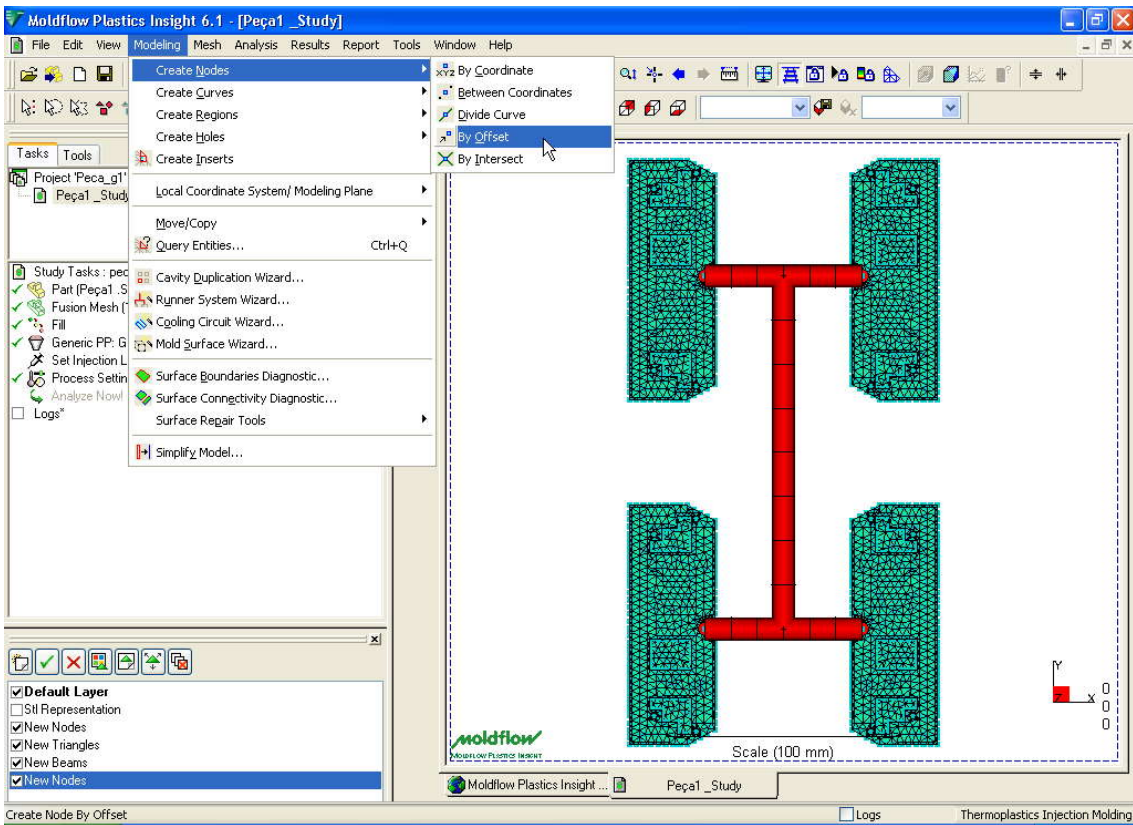 Moldflow Plastics Insight 6.1 - [Peça1 _Study]
File Edit View Modeling Mesh Analysis Results Report Tools Window Help
Create Nodes
Create Curves
Create Regions
Create Holes
Create Inserts
Local Coordinate System/ Modeling Plane
Move/Copy
Query Entities... Ctrl+Q
Cavity Duplication Wizard...
Runner System Wizard...
Cooling Circuit Wizard...
Mold Surface Wizard...
Surface Boundaries Diagnostic...
Surface Connectivity Diagnostic...
Surface Repair Tools
Simplify Model...
XYZ By Coordinate
Between Coordinates
Divide Curve
By Offset
By Intersect
Tasks Tools
Project 'Peca_g1'
Peça1 _Study
Study Tasks : pec
Part (Peça1 .S
Fusion Mesh (
Fill
Generic PP: G
Set Injection L
Process Settin
Analyze Now!
Logs*
Default Layer
Stl Representation
New Nodes
New Triangles
New Beams
New Nodes
moldflow
MOLDFLOW PLASTICS INSIGHT
Scale (100 mm)
Y
Z X
0
0
0
Moldflow Plastics Insight ... Peça1 _Study
Create Node By Offset Logs Thermoplastics Injection Molding